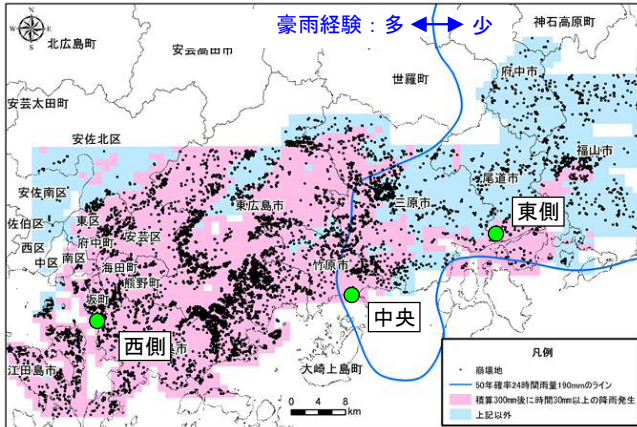 豪雨経験：多 ⟷ 少
N
W
E
S
北広島町
安芸高田市
神石高原町
府中市
世羅町
安芸太田町
安佐北区
福山市
尾道市
安佐南区
東広島市
三原市
東側
佐伯区
東区
安芸区
西区
府中町
中区
南区
海田町
竹原市
熊野町
坂町
中央
西側
江田島市
大崎上島町
0 4 8
km
凡例
崩壊地
50年確率24時間雨量190mmのライン
積算300mm後に時間30mm以上の降雨発生
上記以外